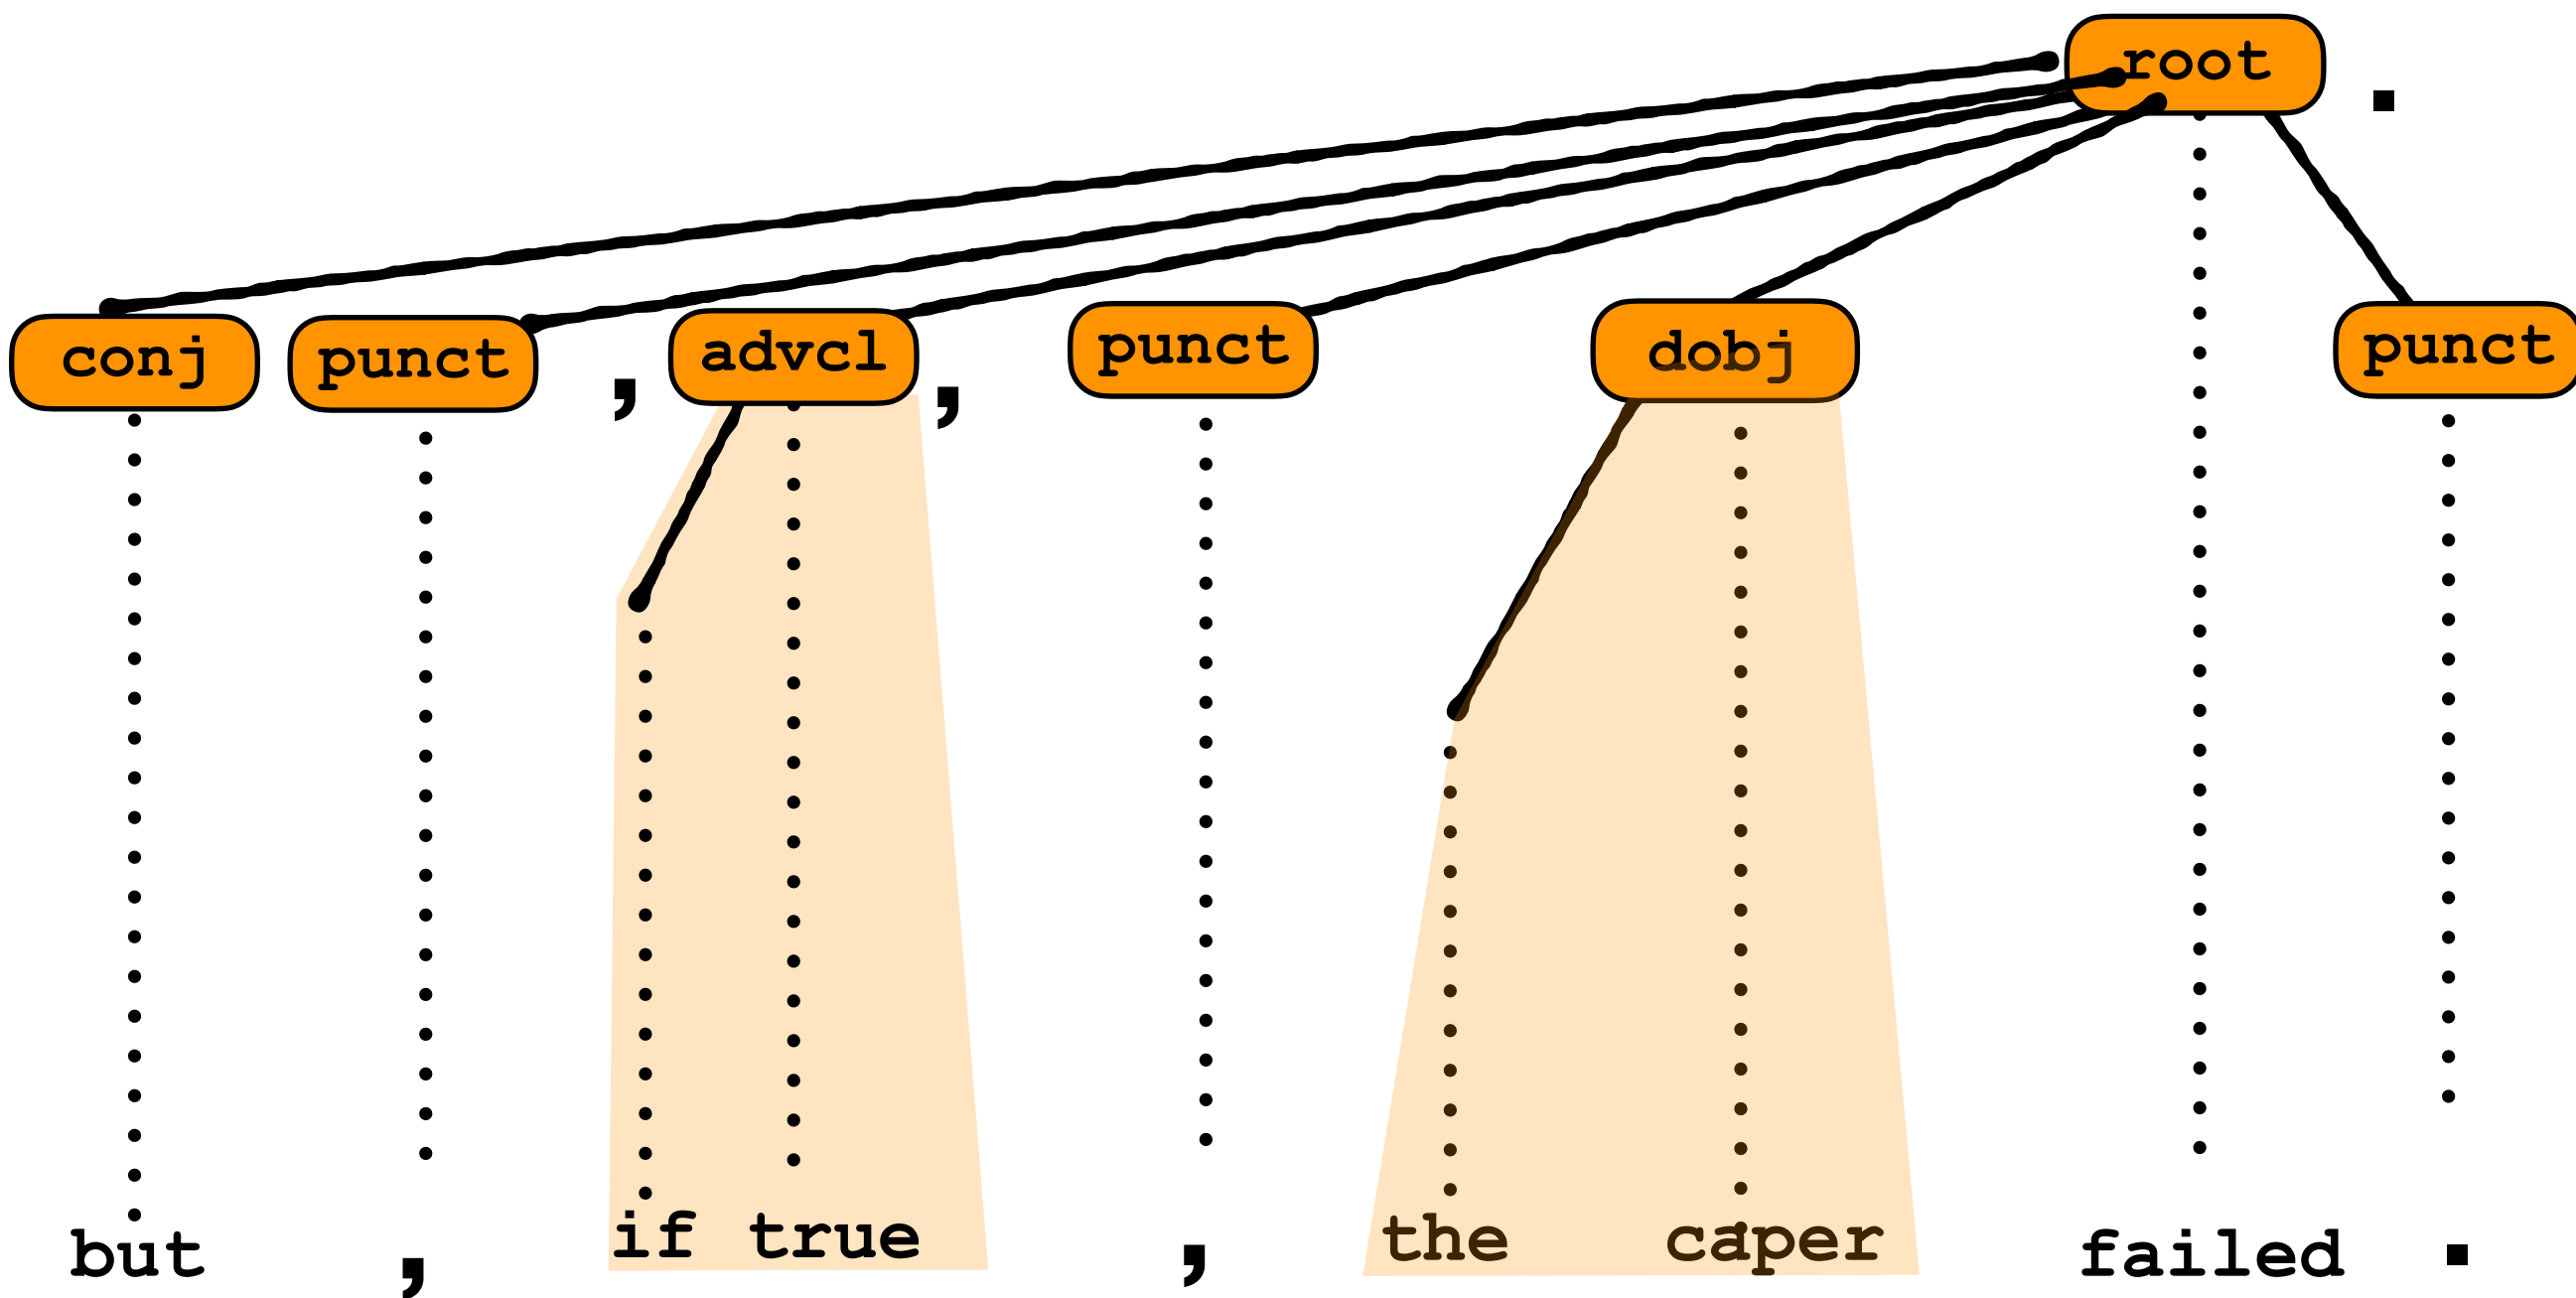 root .
conj punct , advcl , punct dobj punct
but , if true , the caper failed .